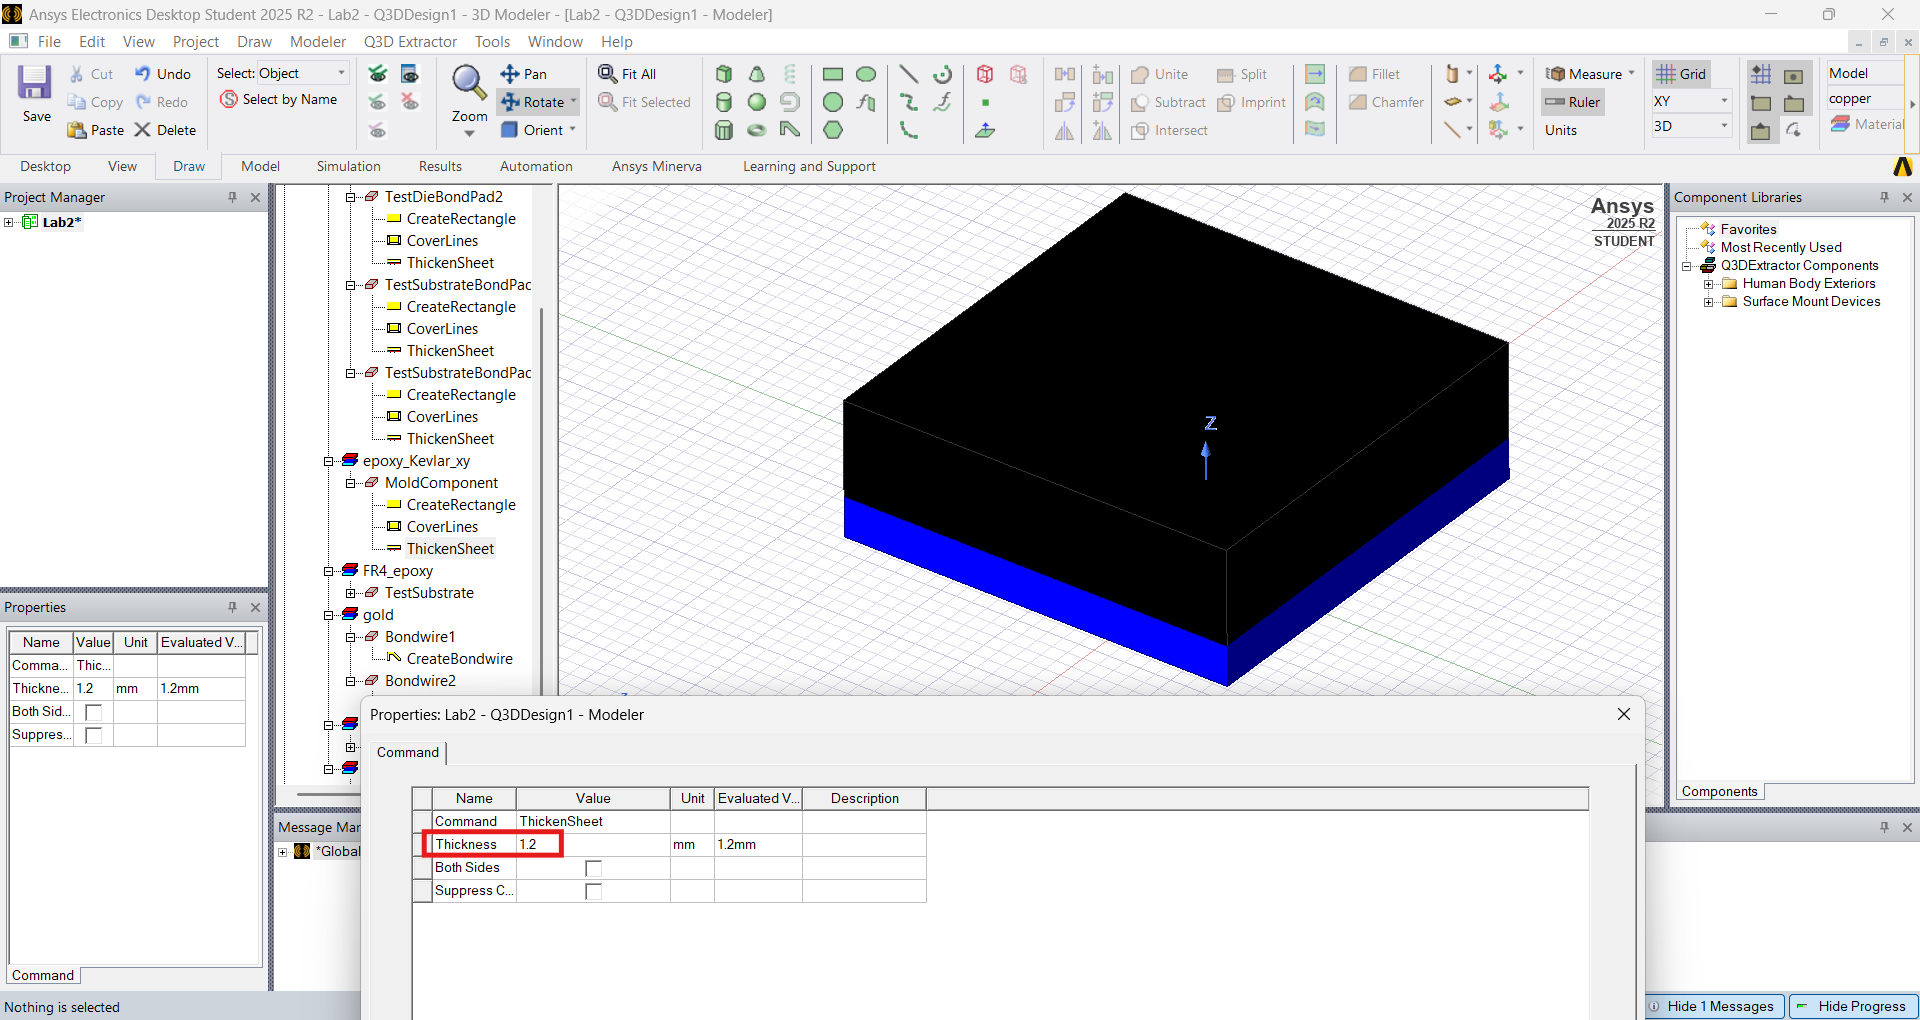 Ansys Electronics Desktop Student 2025 R2 - Lab2 - Q3DDesign1 - 3D Modeler - [Lab2 - Q3DDesign1 - Modeler]
File Edit View Project Draw Modeler Q3D Extractor Tools Window Help
Save
Cut
Copy
Paste
Undo
Redo
Delete
Select: Object
Select by Name
Zoom
Pan
Rotate
Orient
Fit All
Fit Selected
Unite
Subtract
Intersect
Split
Imprint
Fillet
Chamfer
Measure
Ruler
Units
Grid
XY
3D
Model
copper
Material
Desktop View Draw Model Simulation Results Automation Ansys Minerva Learning and Support
Project Manager
Lab2*
Properties
Name Value Unit Evaluated V...
Comma... Thic...
Thickne... 1.2 mm 1.2mm
Both Sid...
Suppres...
Command
Nothing is selected
TestDieBondPad2
CreateRectangle
CoverLines
ThickenSheet
TestSubstrateBondPad
CreateRectangle
CoverLines
ThickenSheet
TestSubstrateBondPad
CreateRectangle
CoverLines
ThickenSheet
epoxy_Kevlar_xy
MoldComponent
CreateRectangle
CoverLines
ThickenSheet
FR4_epoxy
TestSubstrate
gold
Bondwire1
CreateBondwire
Bondwire2
Message Man
*Global
Ansys
2025 R2
STUDENT
Z
Component Libraries
Favorites
Most Recently Used
Q3DExtractor Components
Human Body Exteriors
Surface Mount Devices
Components
Properties: Lab2 - Q3DDesign1 - Modeler
Command
Name Value Unit Evaluated V... Description
Command ThickenSheet
Thickness 1.2 mm 1.2mm
Both Sides
Suppress C...
Hide 1 Messages Hide Progress